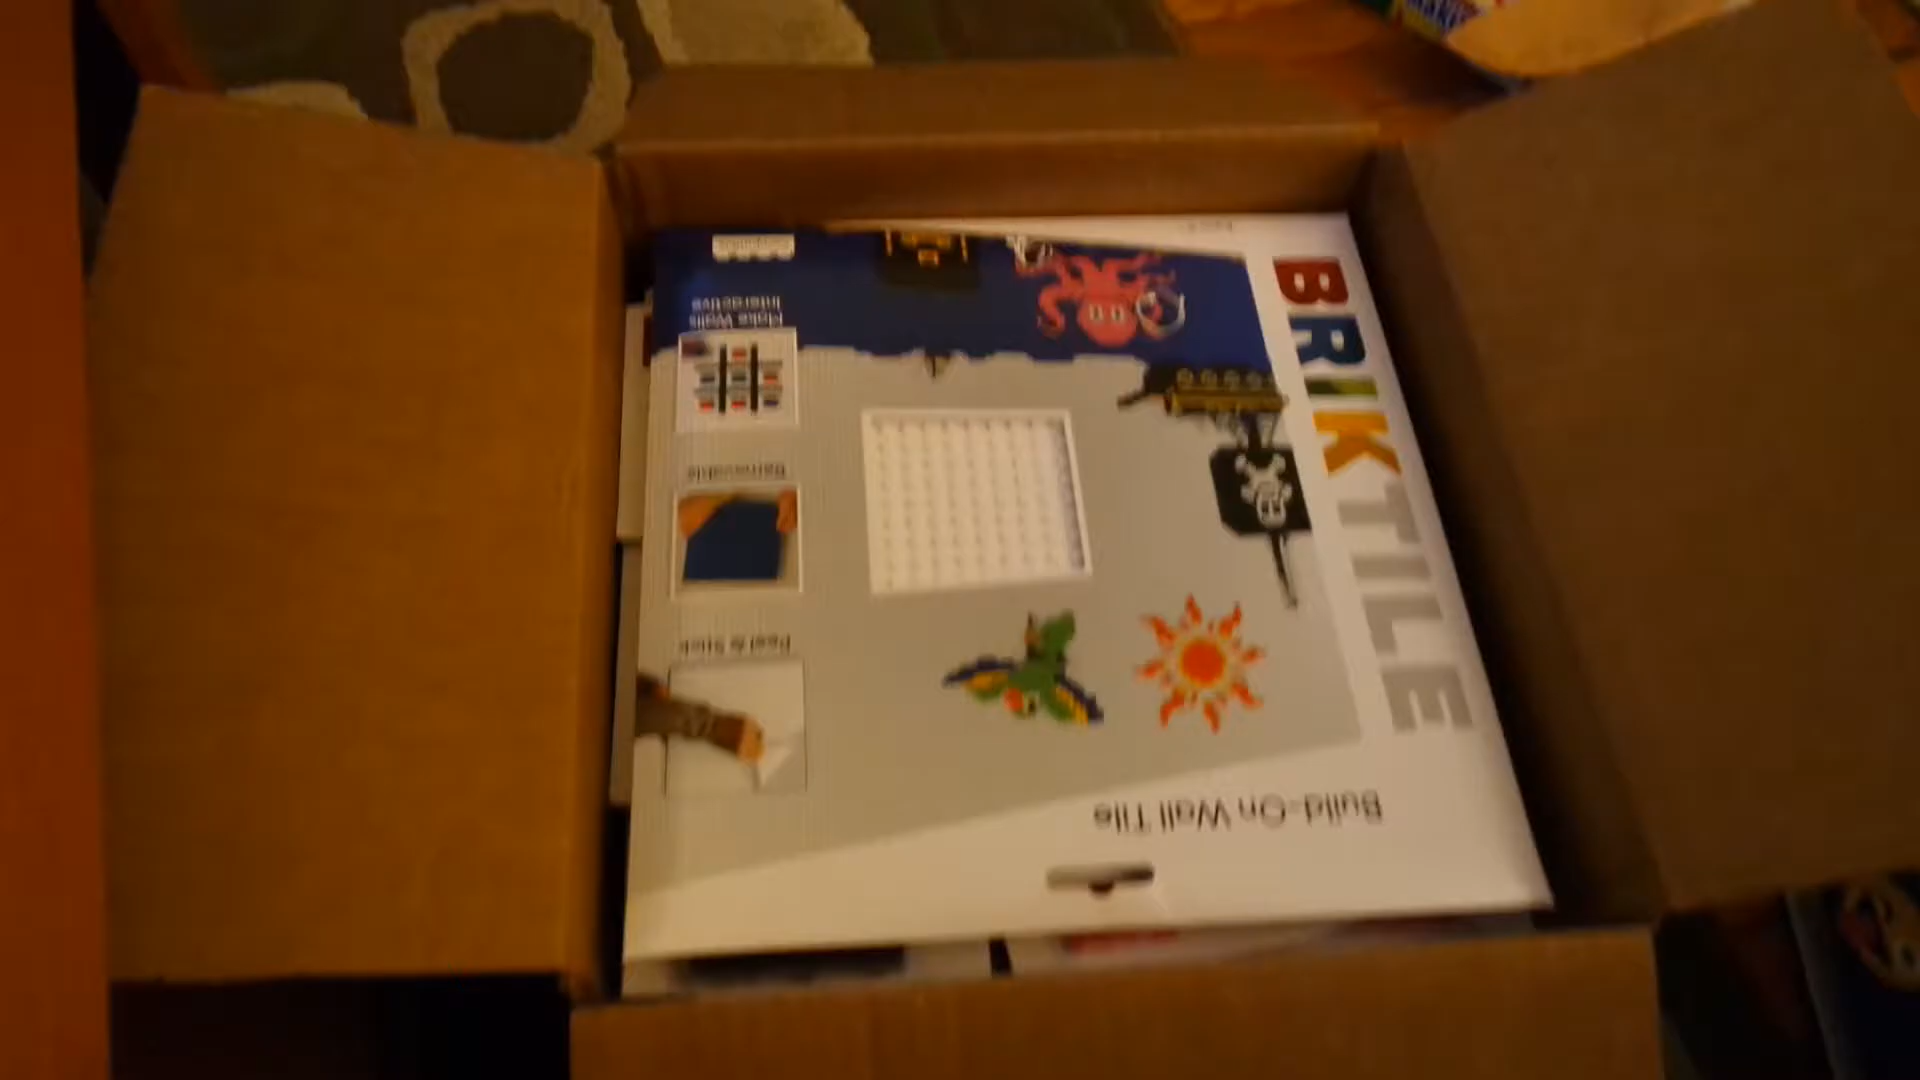 BRIKTILE
Build-On Wall Tile
Peel & Stick
Removable
Make Walls
Interactive